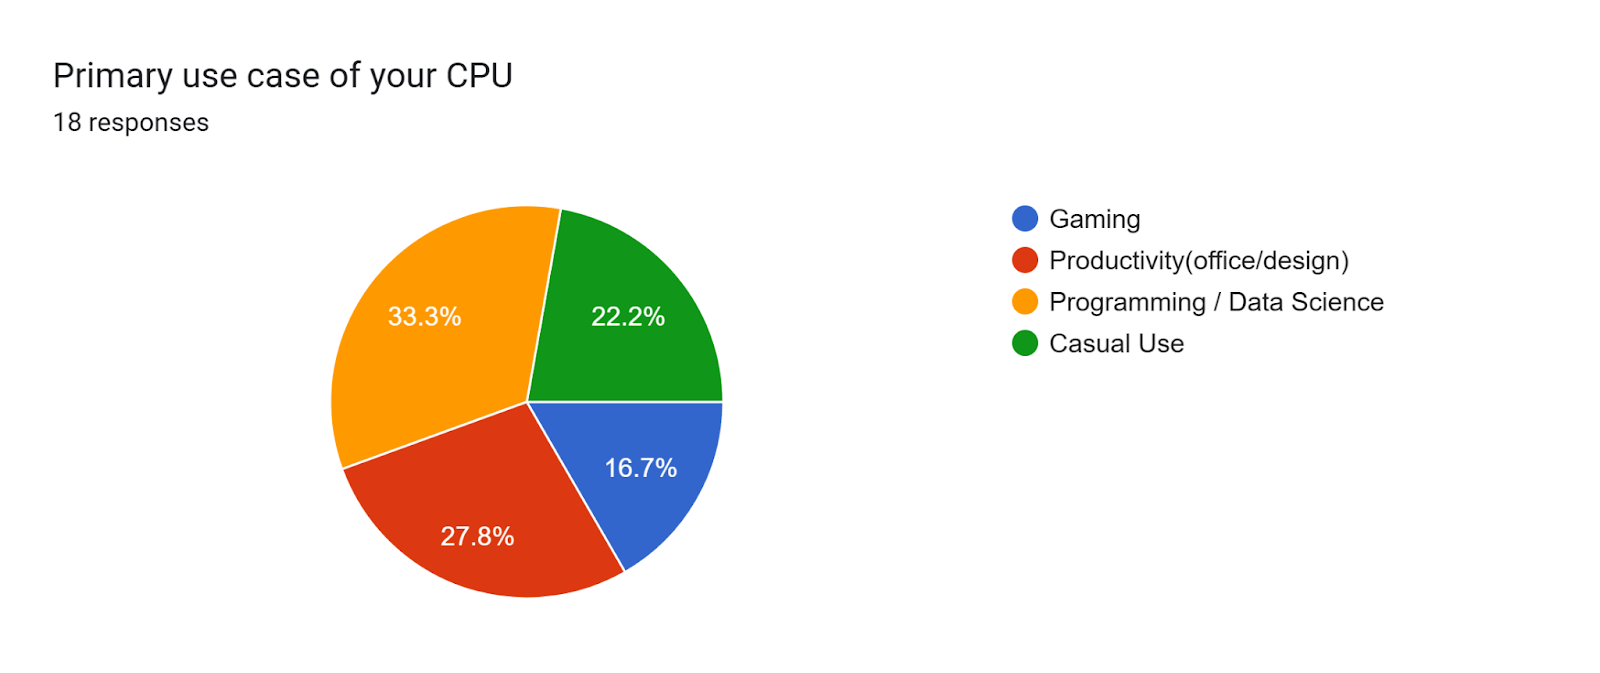 Primary use case of your CPU
18 responses
33.3%
22.2%
16.7%
27.8%
Gaming
Productivity(office/design)
Programming / Data Science
Casual Use